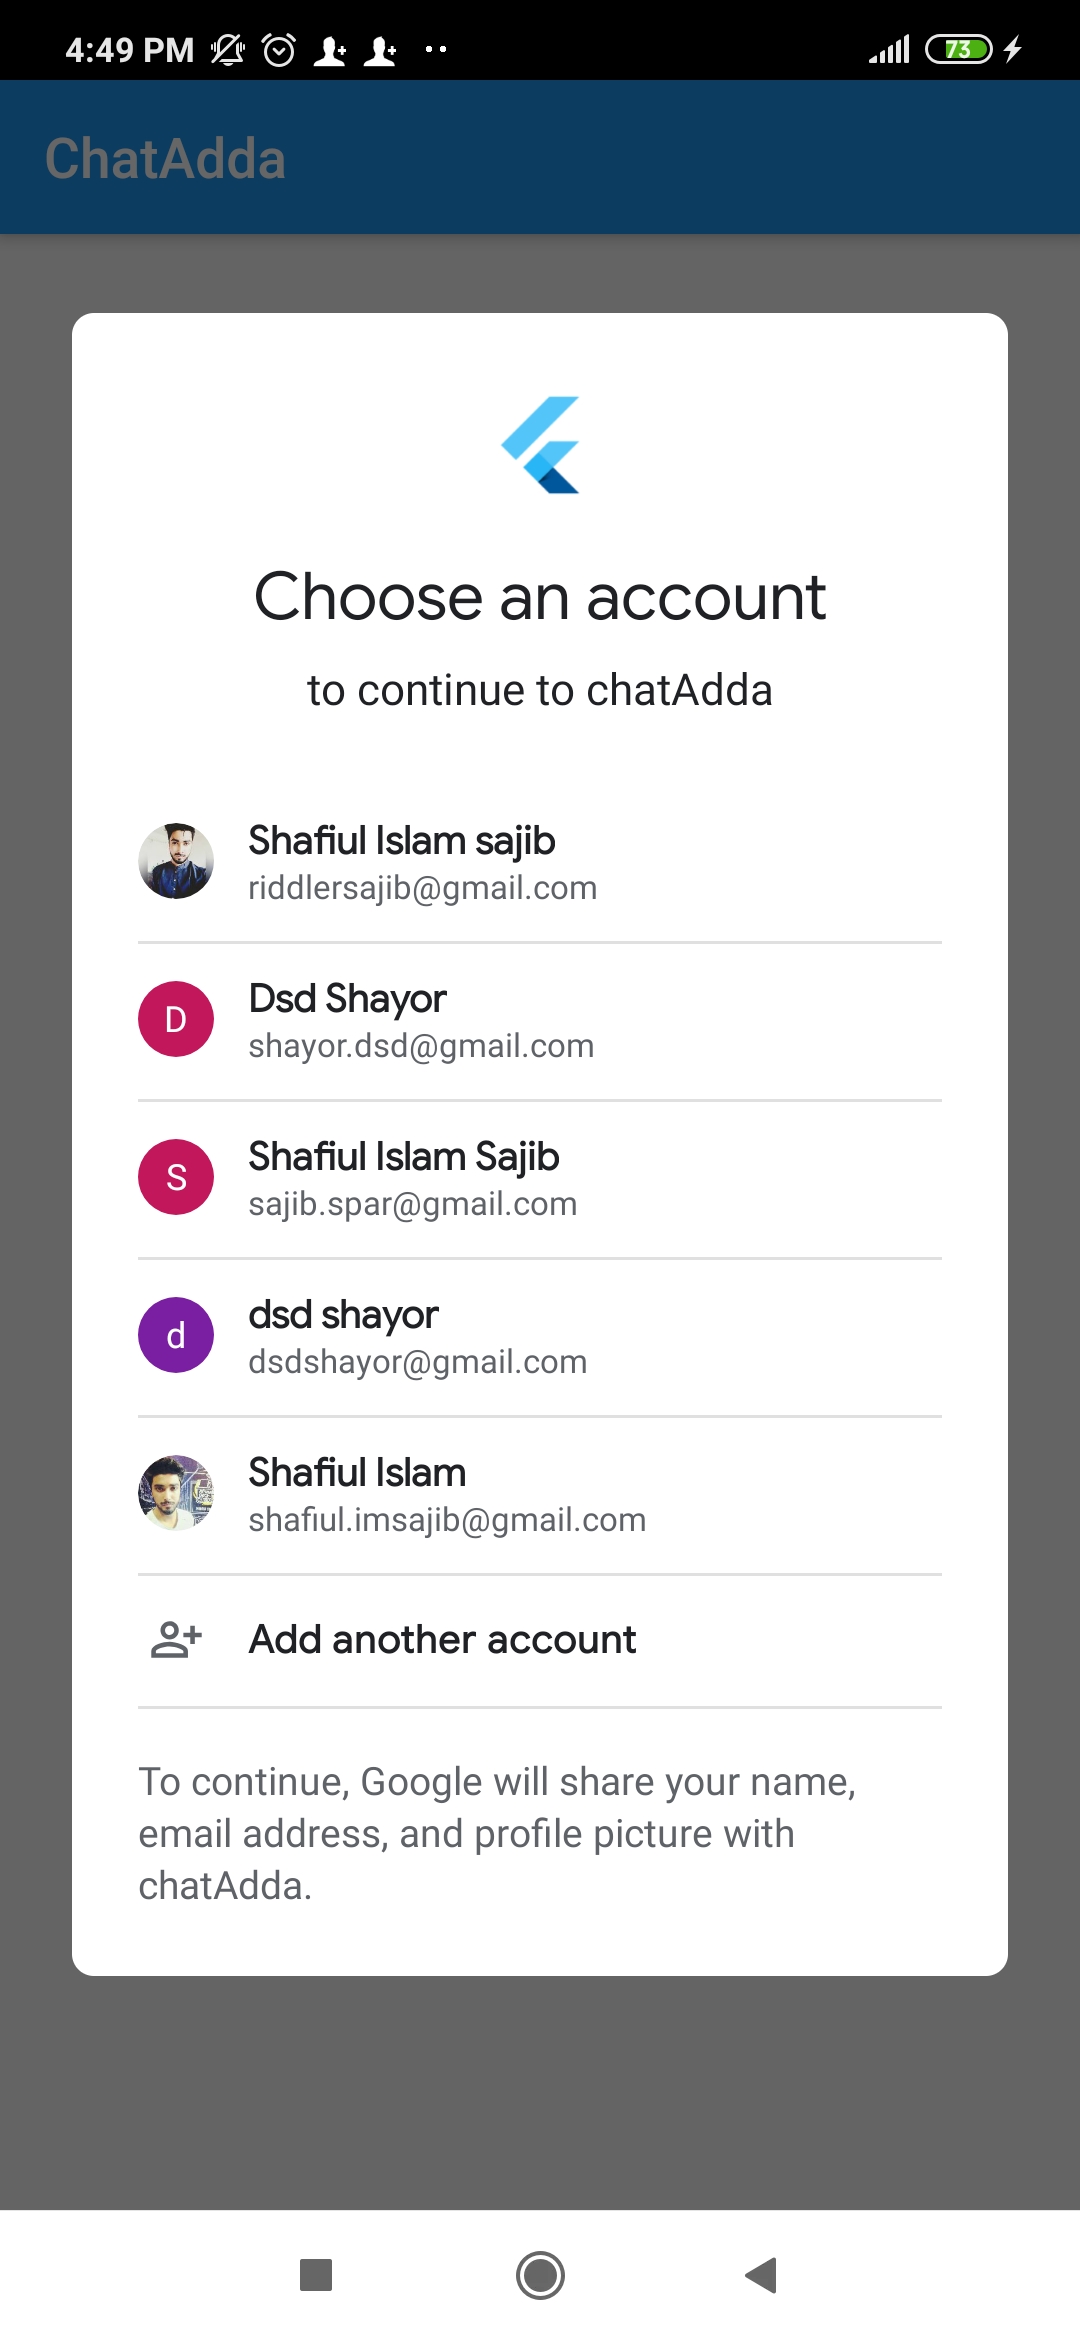 4:49 PM
73
ChatAdda
Choose an account
to continue to chatAdda
Shafiul Islam sajib
riddlersajib@gmail.com
D
Dsd Shayor
shayor.dsd@gmail.com
S
Shafiul Islam Sajib
sajib.spar@gmail.com
d
dsd shayor
dsdshayor@gmail.com
Shafiul Islam
shafiul.imsajib@gmail.com
Add another account
To continue, Google will share your name,
email address, and profile picture with
chatAdda.